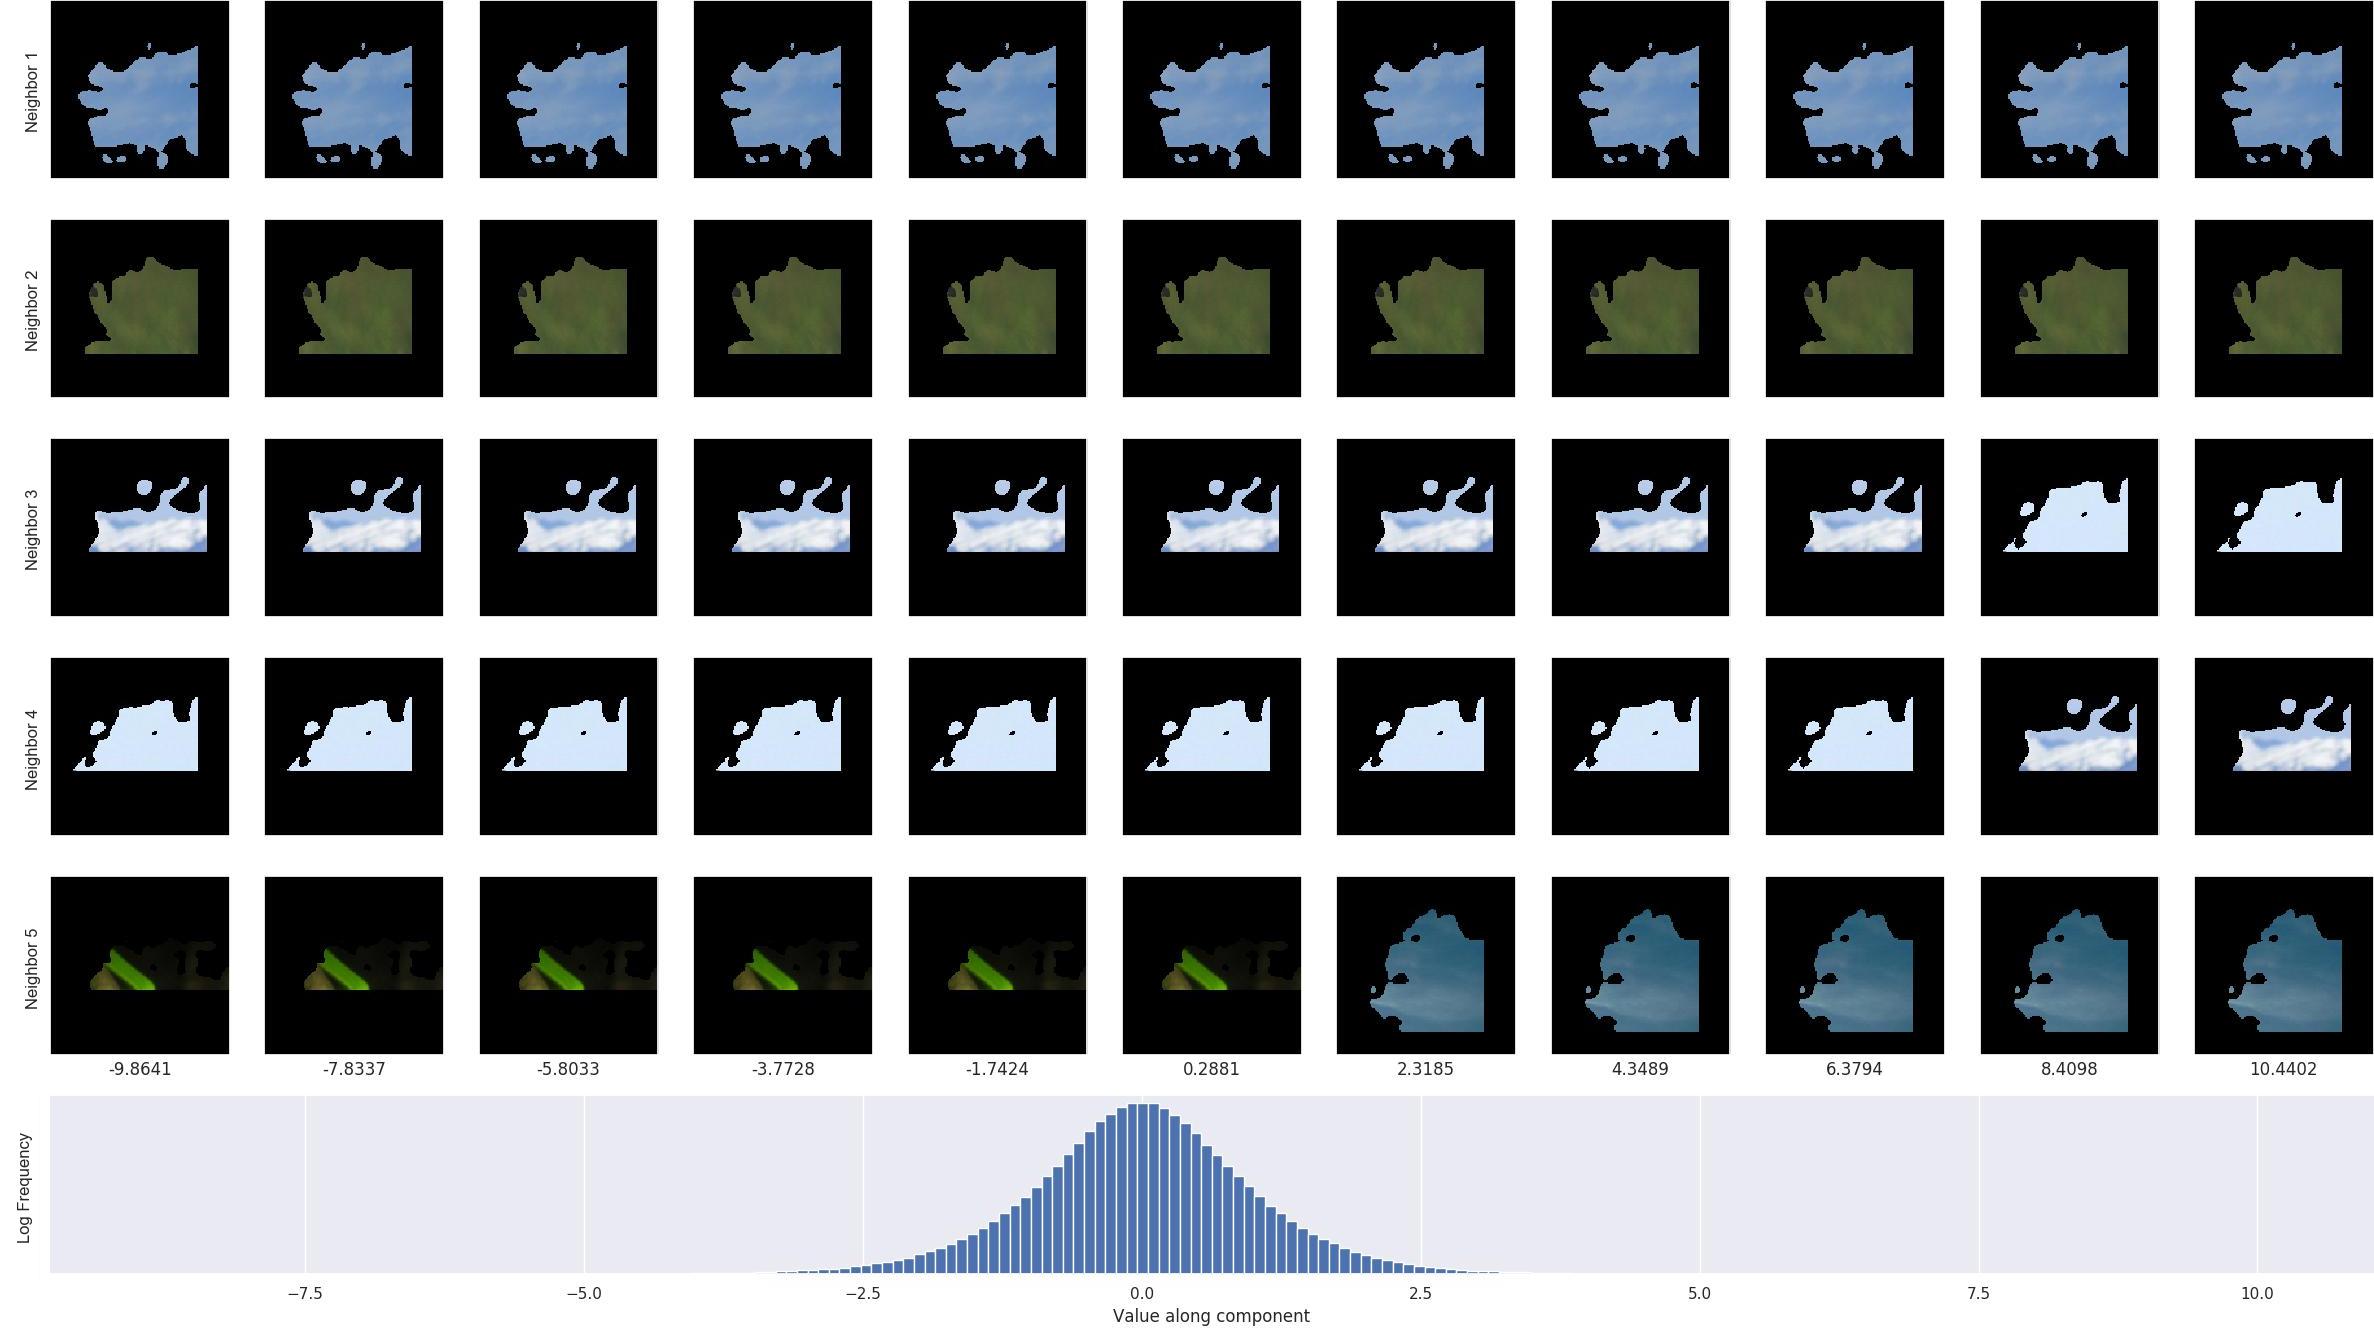 Neighbor 1
Neighbor 2
Neighbor 3
Neighbor 4
Neighbor 5
-9.8641 -7.8337 -5.8033 -3.7728 -1.7424 0.2881 2.3185 4.3489 6.3794 8.4098 10.4402
Log Frequency
−7.5 −5.0 −2.5 0.0 2.5 5.0 7.5 10.0
Value along component